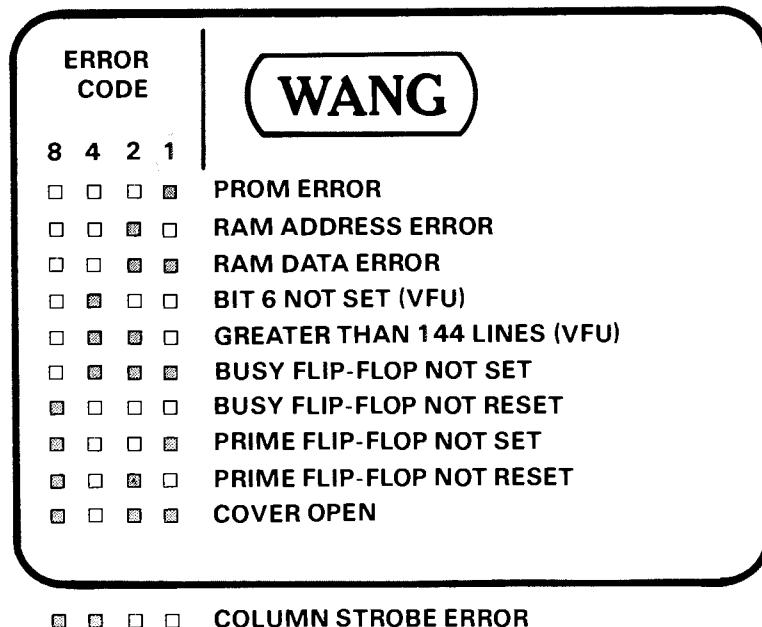 ERROR
CODE
WANG
8 4 2 1
PROM ERROR
RAM ADDRESS ERROR
RAM DATA ERROR
BIT 6 NOT SET (VFU)
GREATER THAN 144 LINES (VFU)
BUSY FLIP-FLOP NOT SET
BUSY FLIP-FLOP NOT RESET
PRIME FLIP-FLOP NOT SET
PRIME FLIP-FLOP NOT RESET
COVER OPEN
COLUMN STROBE ERROR